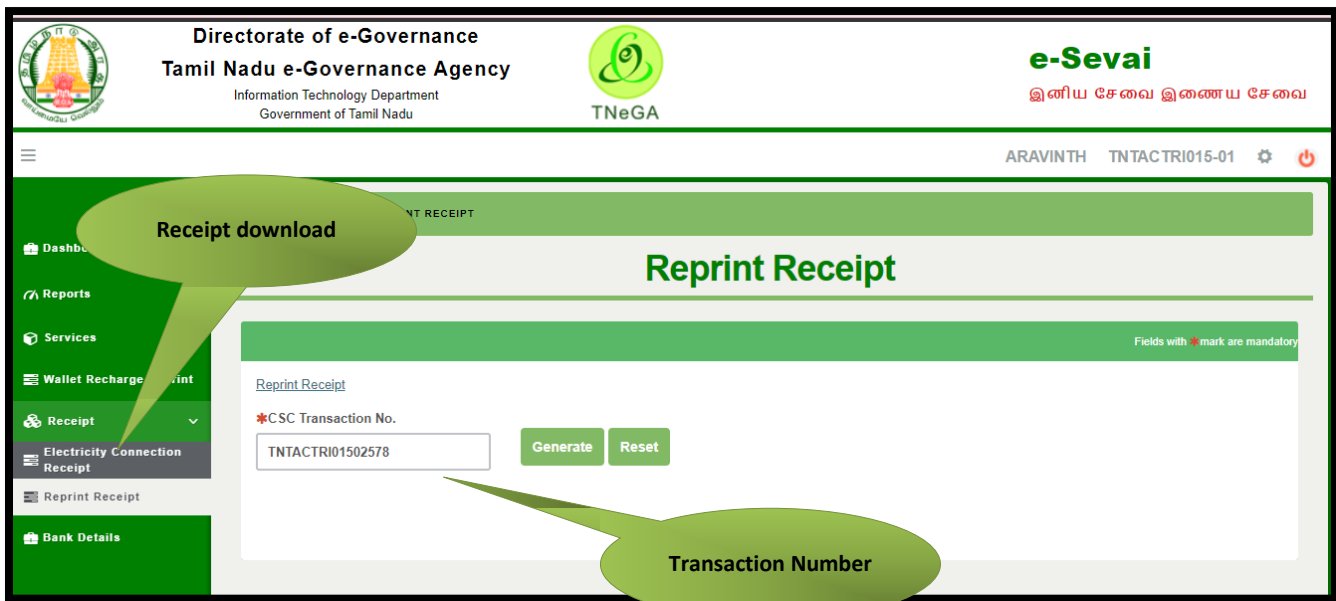 Directorate of e-Governance
Tamil Nadu e-Governance Agency
Information Technology Department
Government of Tamil Nadu
TNeGA
e-Sevai
இனிய சேவை இணைய சேவை
ARAVINTH TNTACTRI015-01
RECEIPT
Receipt download
Reprint Receipt
Reports
Services
Wallet Recharge
Receipt
Electricity Connection
Receipt
Reprint Receipt
Bank Details
Fields with *mark are mandatory
Reprint Receipt
*CSC Transaction No.
TNTACTRI01502578
Generate Reset
Transaction Number